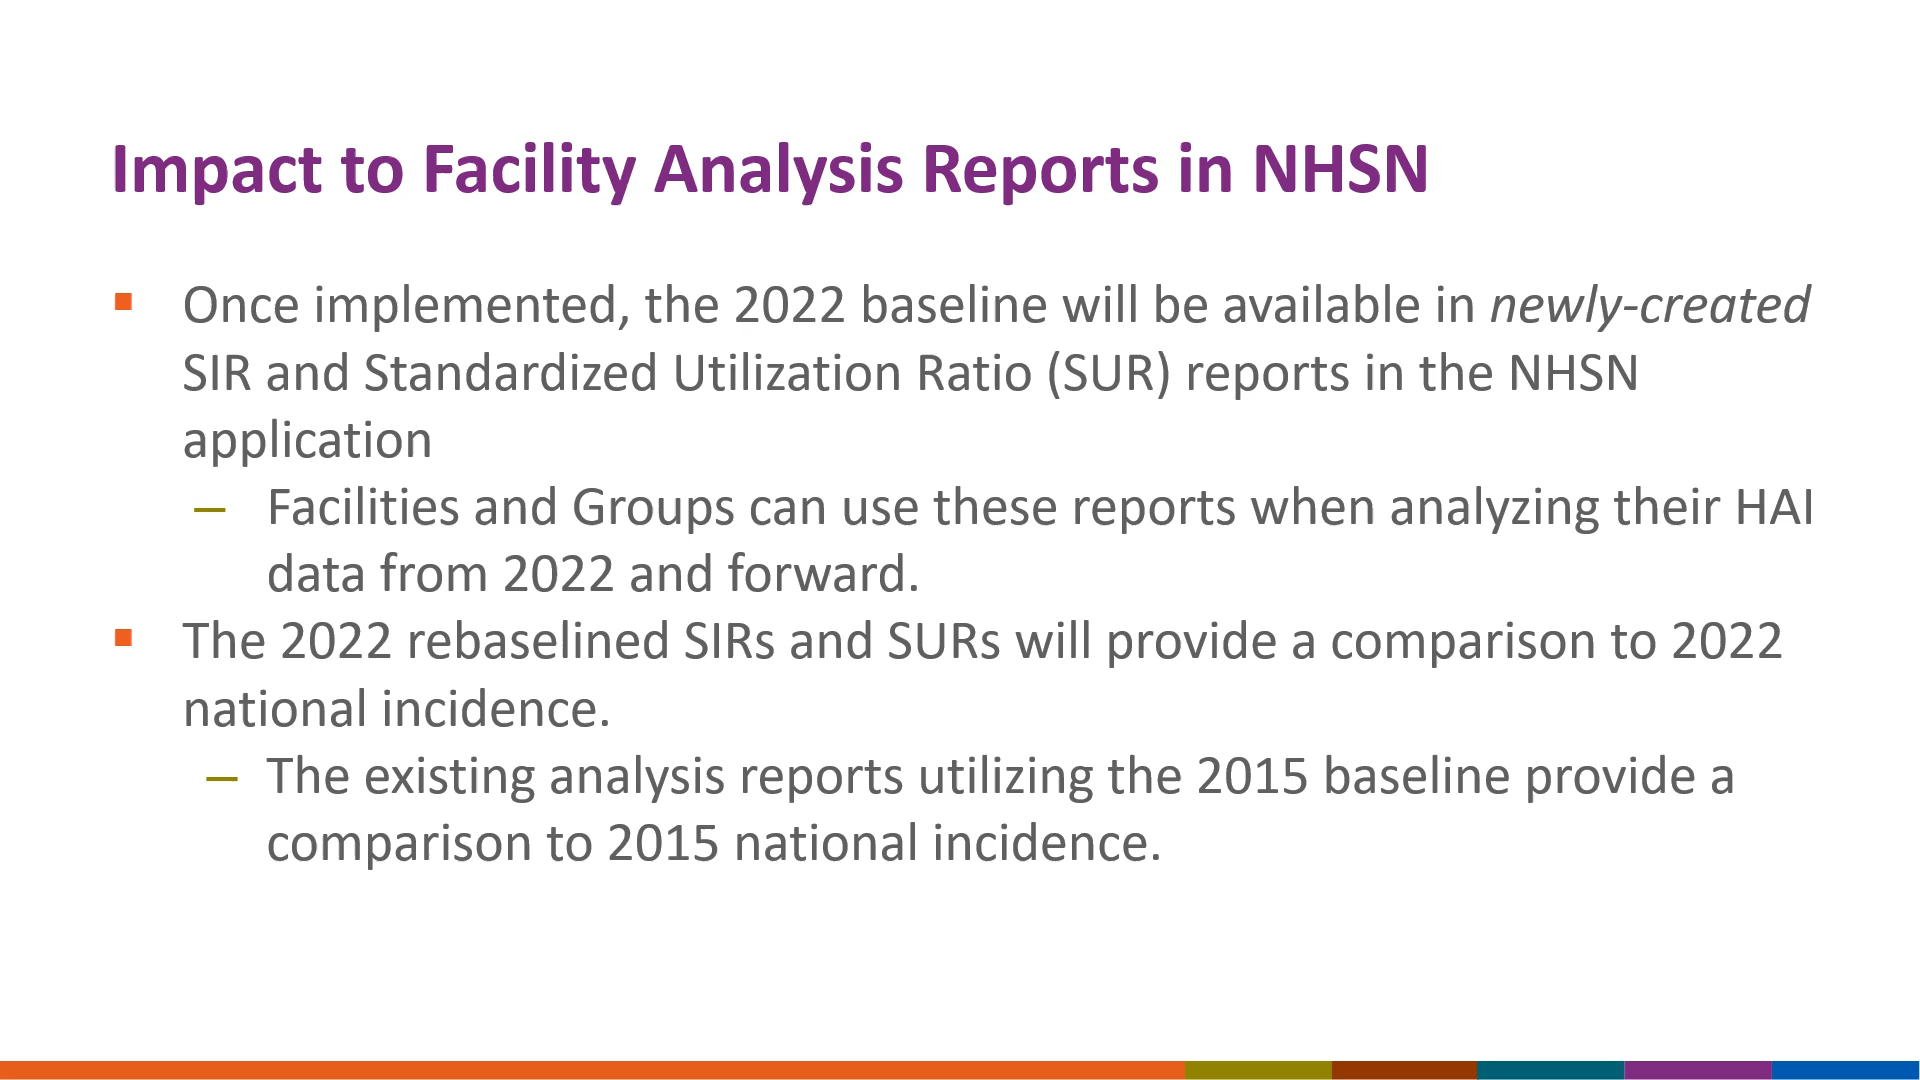 Impact to Facility Analysis Reports in NHSN
▪ Once implemented, the 2022 baseline will be available in newly-created
SIR and Standardized Utilization Ratio (SUR) reports in the NHSN
application
– Facilities and Groups can use these reports when analyzing their HAI
data from 2022 and forward.
▪ The 2022 rebaselined SIRs and SURs will provide a comparison to 2022
national incidence.
– The existing analysis reports utilizing the 2015 baseline provide a
comparison to 2015 national incidence.